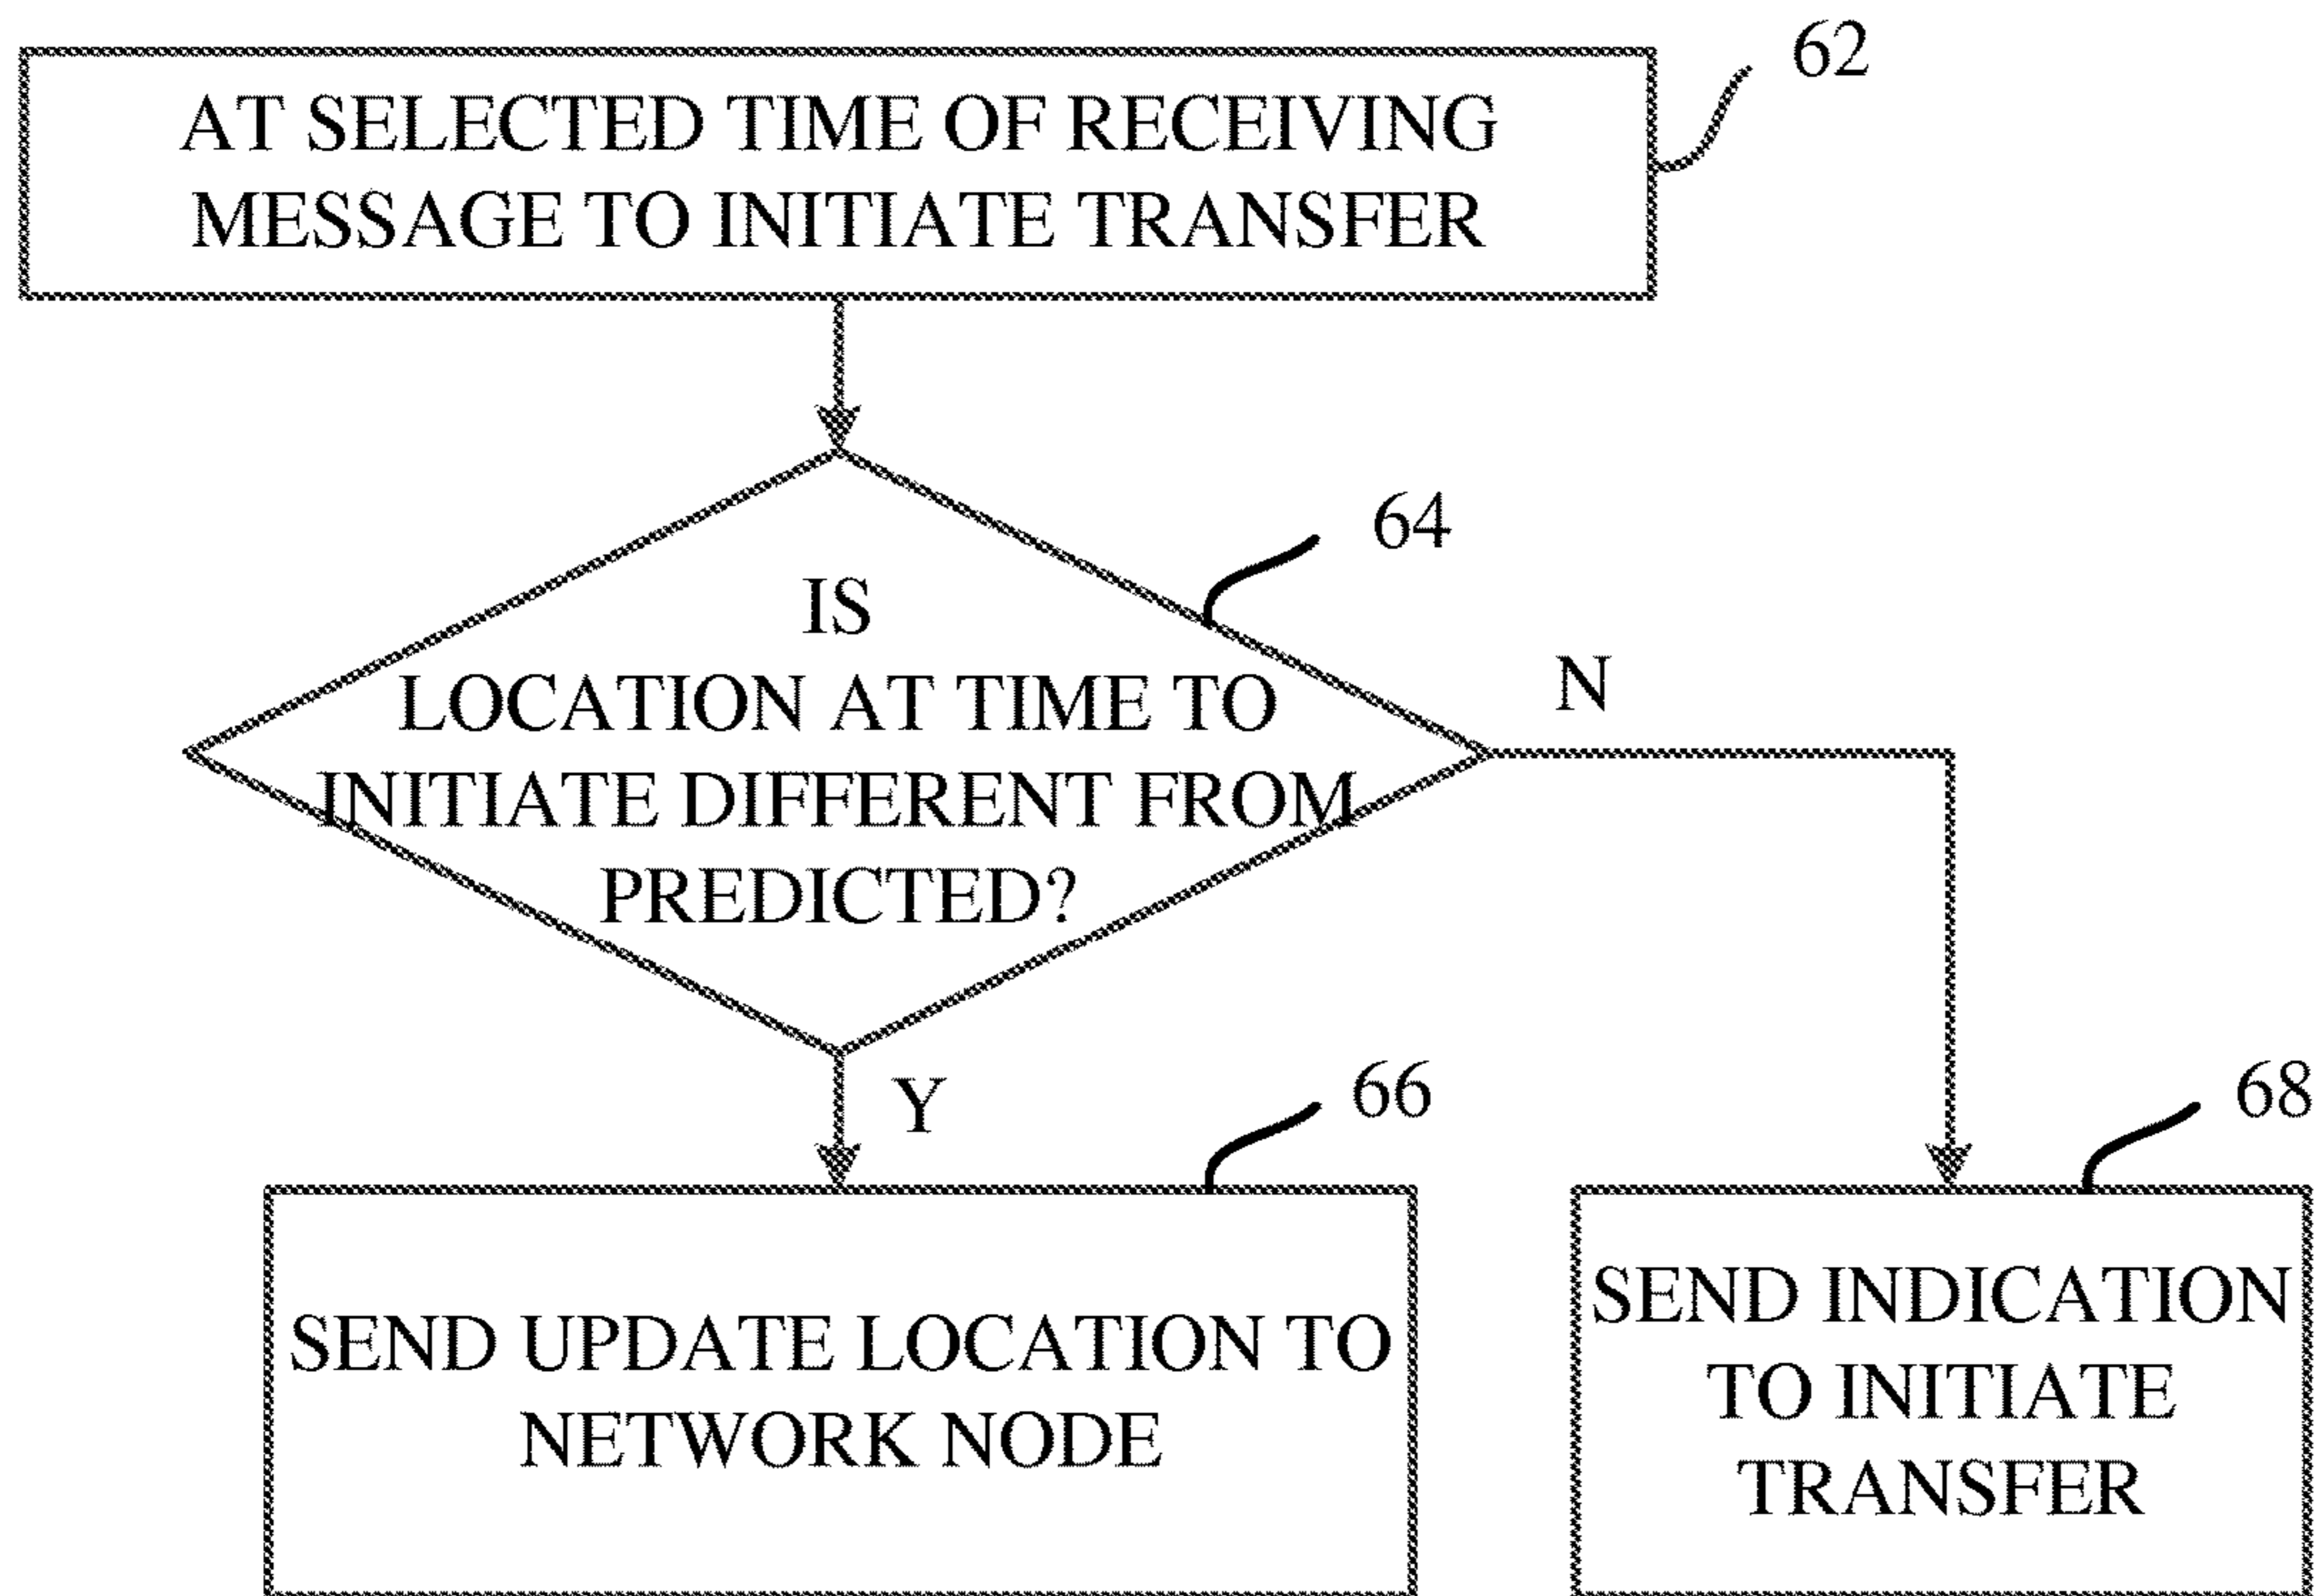 62
AT SELECTED TIME OF RECEIVING
MESSAGE TO INITIATE TRANSFER
64
IS
LOCATION AT TIME TO
INITIATE DIFFERENT FROM
PREDICTED?
N
Y
66
SEND UPDATE LOCATION TO
NETWORK NODE
68
SEND INDICATION
TO INITIATE
TRANSFER